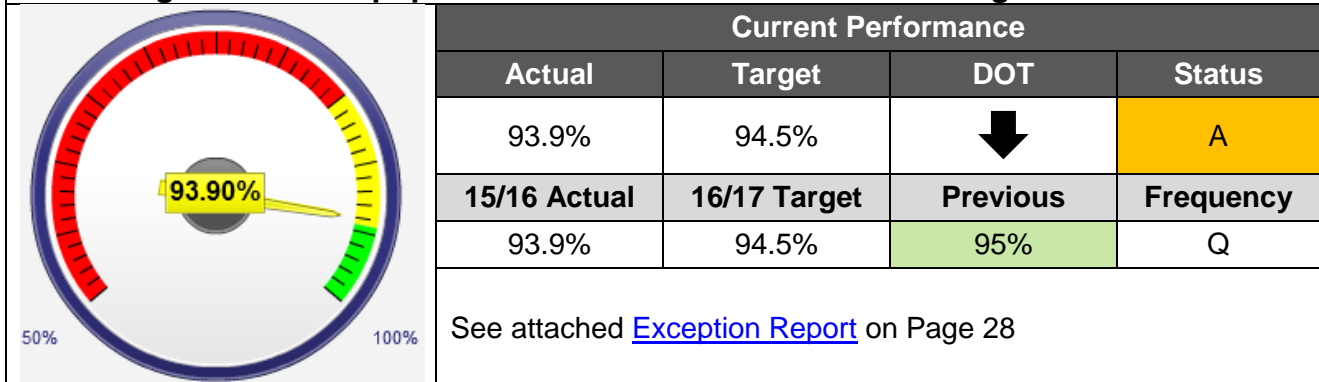 Current Performance
Actual Target DOT Status
93.9% 94.5% A
93.90%
15/16 Actual 16/17 Target Previous Frequency
93.9% 94.5% 95% Q
50% 100%
See attached Exception Report on Page 28